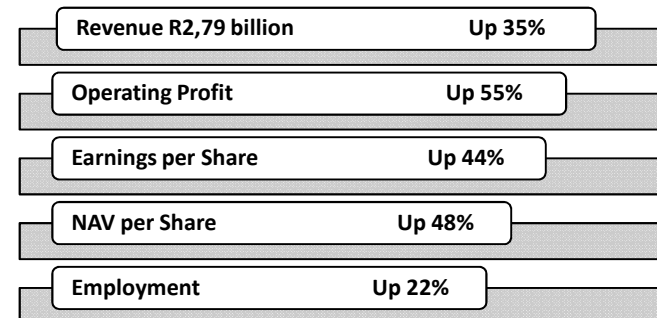 Revenue R2,79 billion Up 35%
Operating Profit Up 55%
Earnings per Share Up 44%
NAV per Share Up 48%
Employment Up 22%